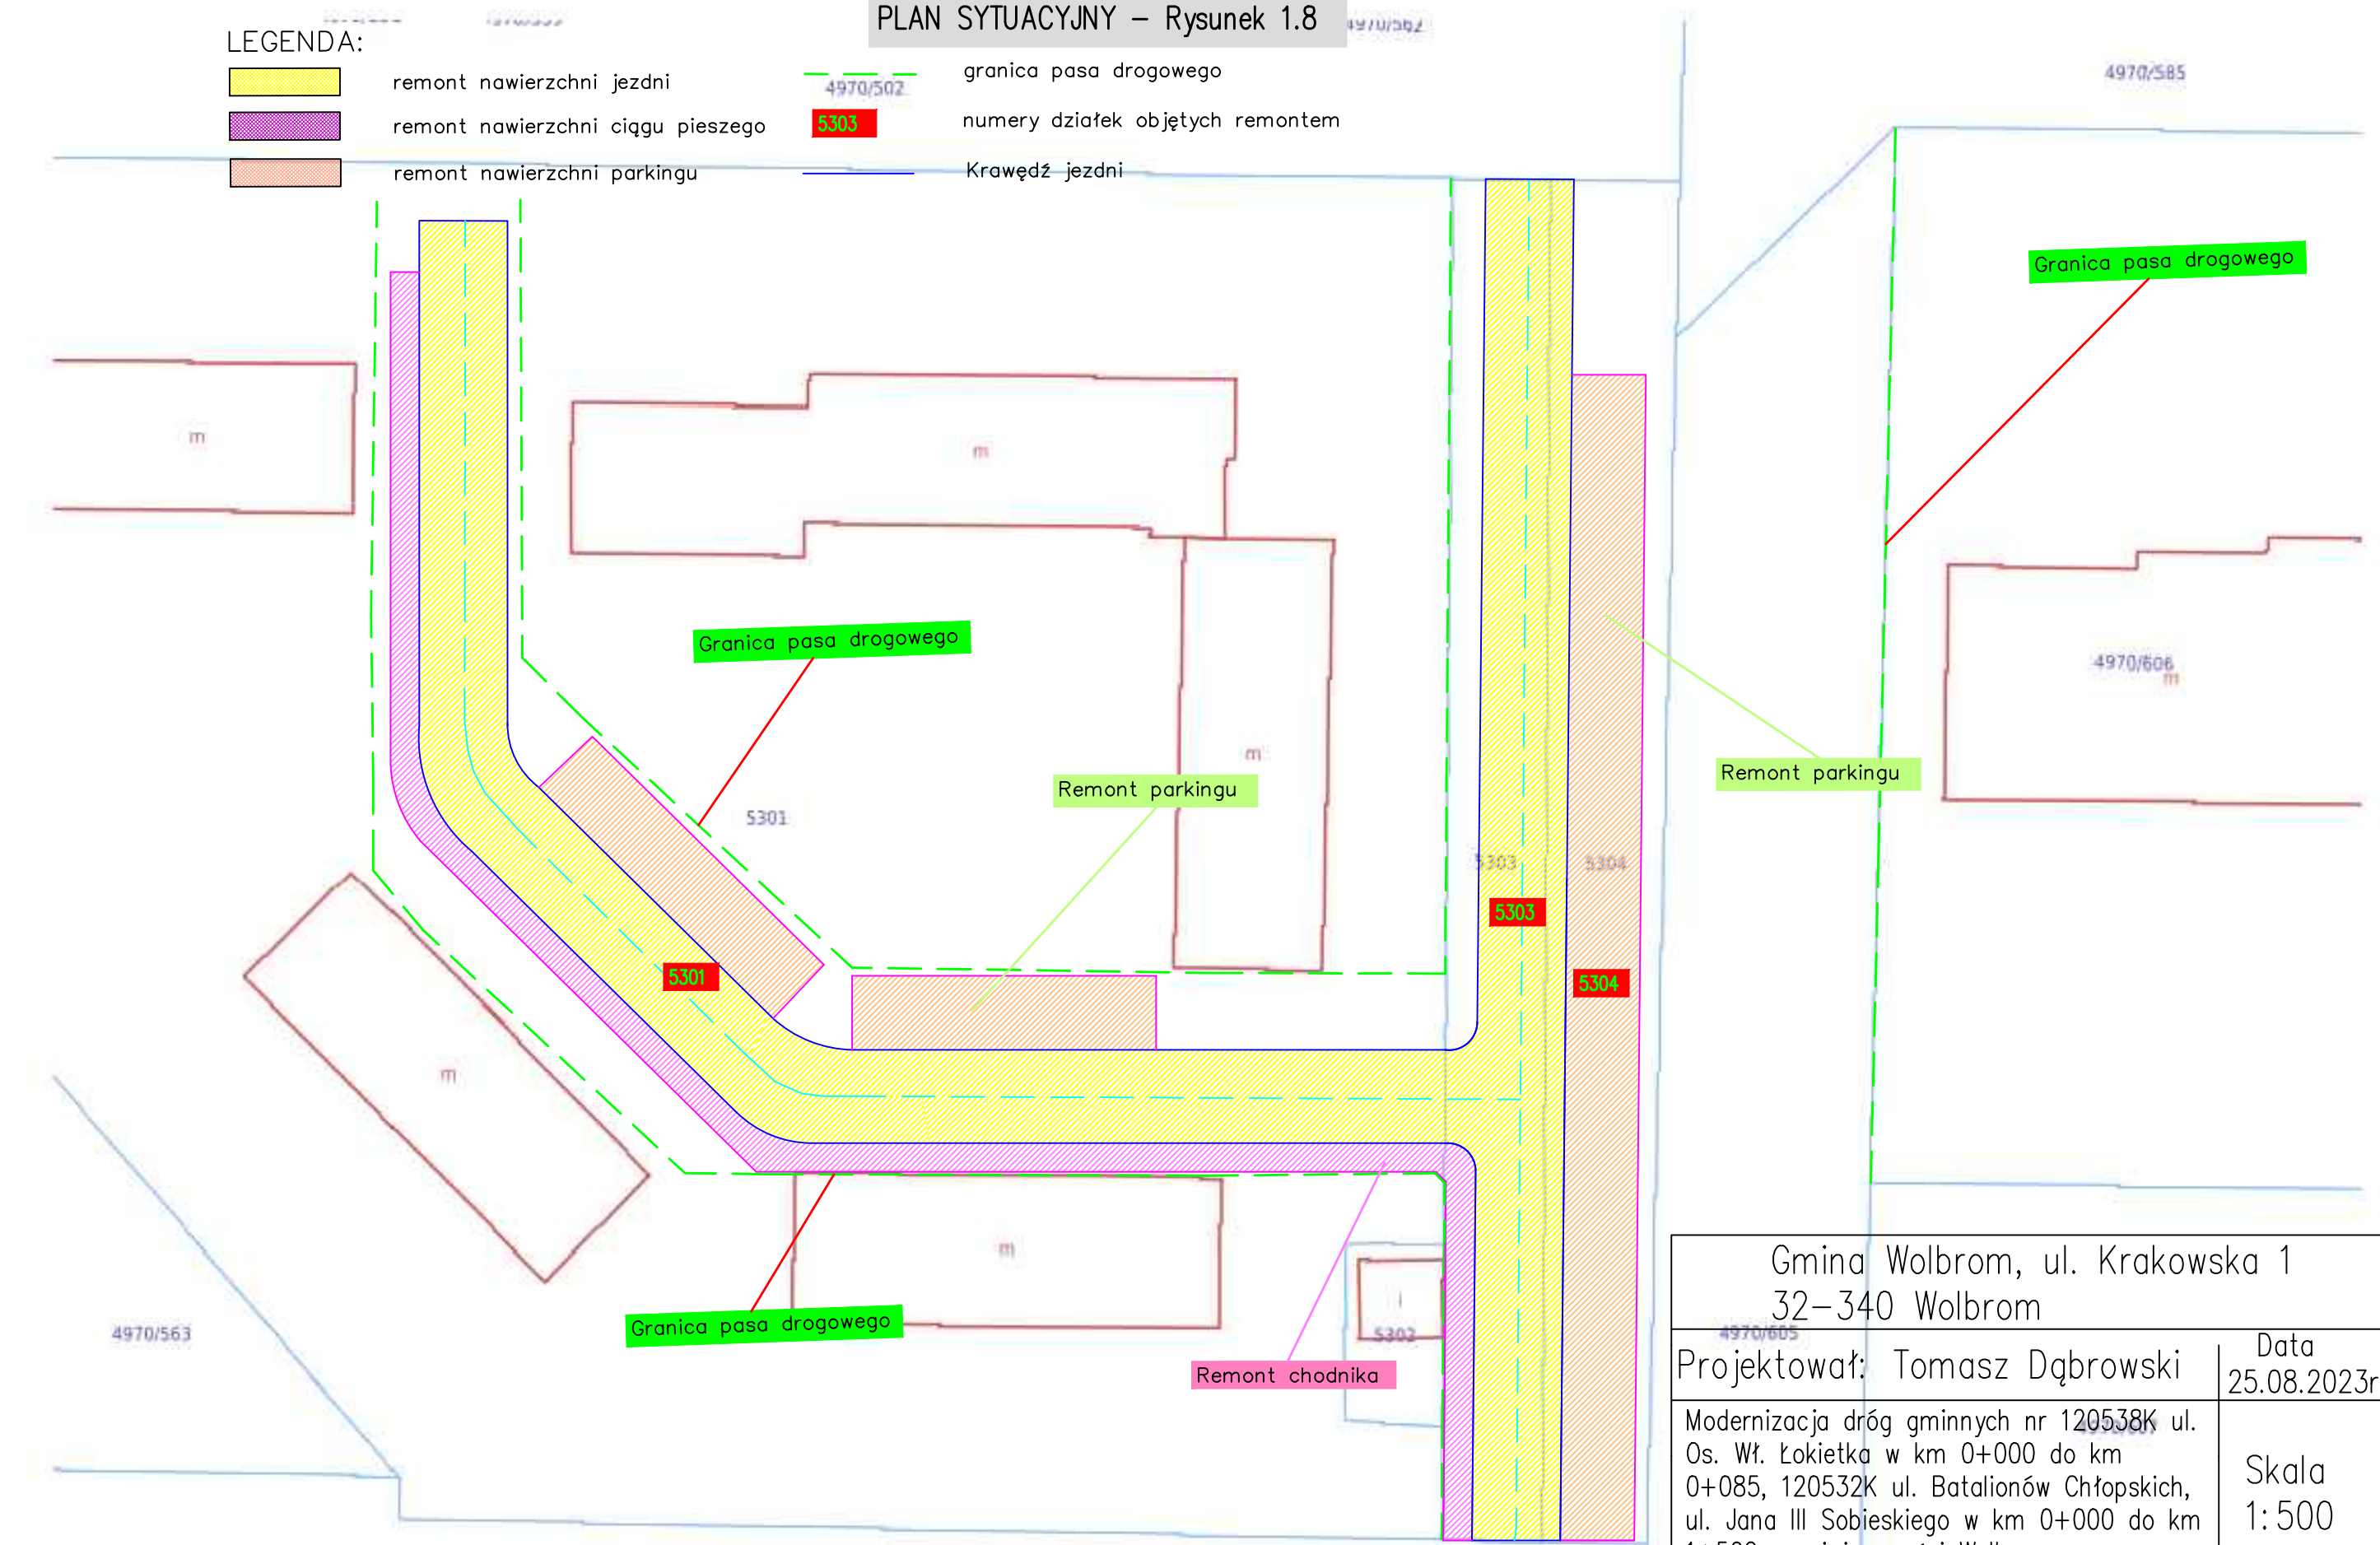 PLAN SYTUACYJNY – Rysunek 1.8
4970/562
4970/585
LEGENDA:
remont nawierzchni jezdni
granica pasa drogowego
4970/502
remont nawierzchni ciągu pieszego
5303
numery działek objętych remontem
remont nawierzchni parkingu
Krawędź jezdni
Granica pasa drogowego
m
m
Granica pasa drogowego
4970/606
m
m
Remont parkingu
Remont parkingu
5301
5303
5304
5303
5301
5304
m
m
Granica pasa drogowego
i
5302
4970/563
Remont chodnika
Gmina Wolbrom, ul. Krakowska 1
32–340 Wolbrom
4970/605
Projektował: Tomasz Dąbrowski
Data
25.08.2023r
Modernizacja dróg gminnych nr 120538K ul.
Os. Wł. Łokietka w km 0+000 do km
0+085, 120532K ul. Batalionów Chłopskich,
ul. Jana III Sobieskiego w km 0+000 do km
Skala
1:500